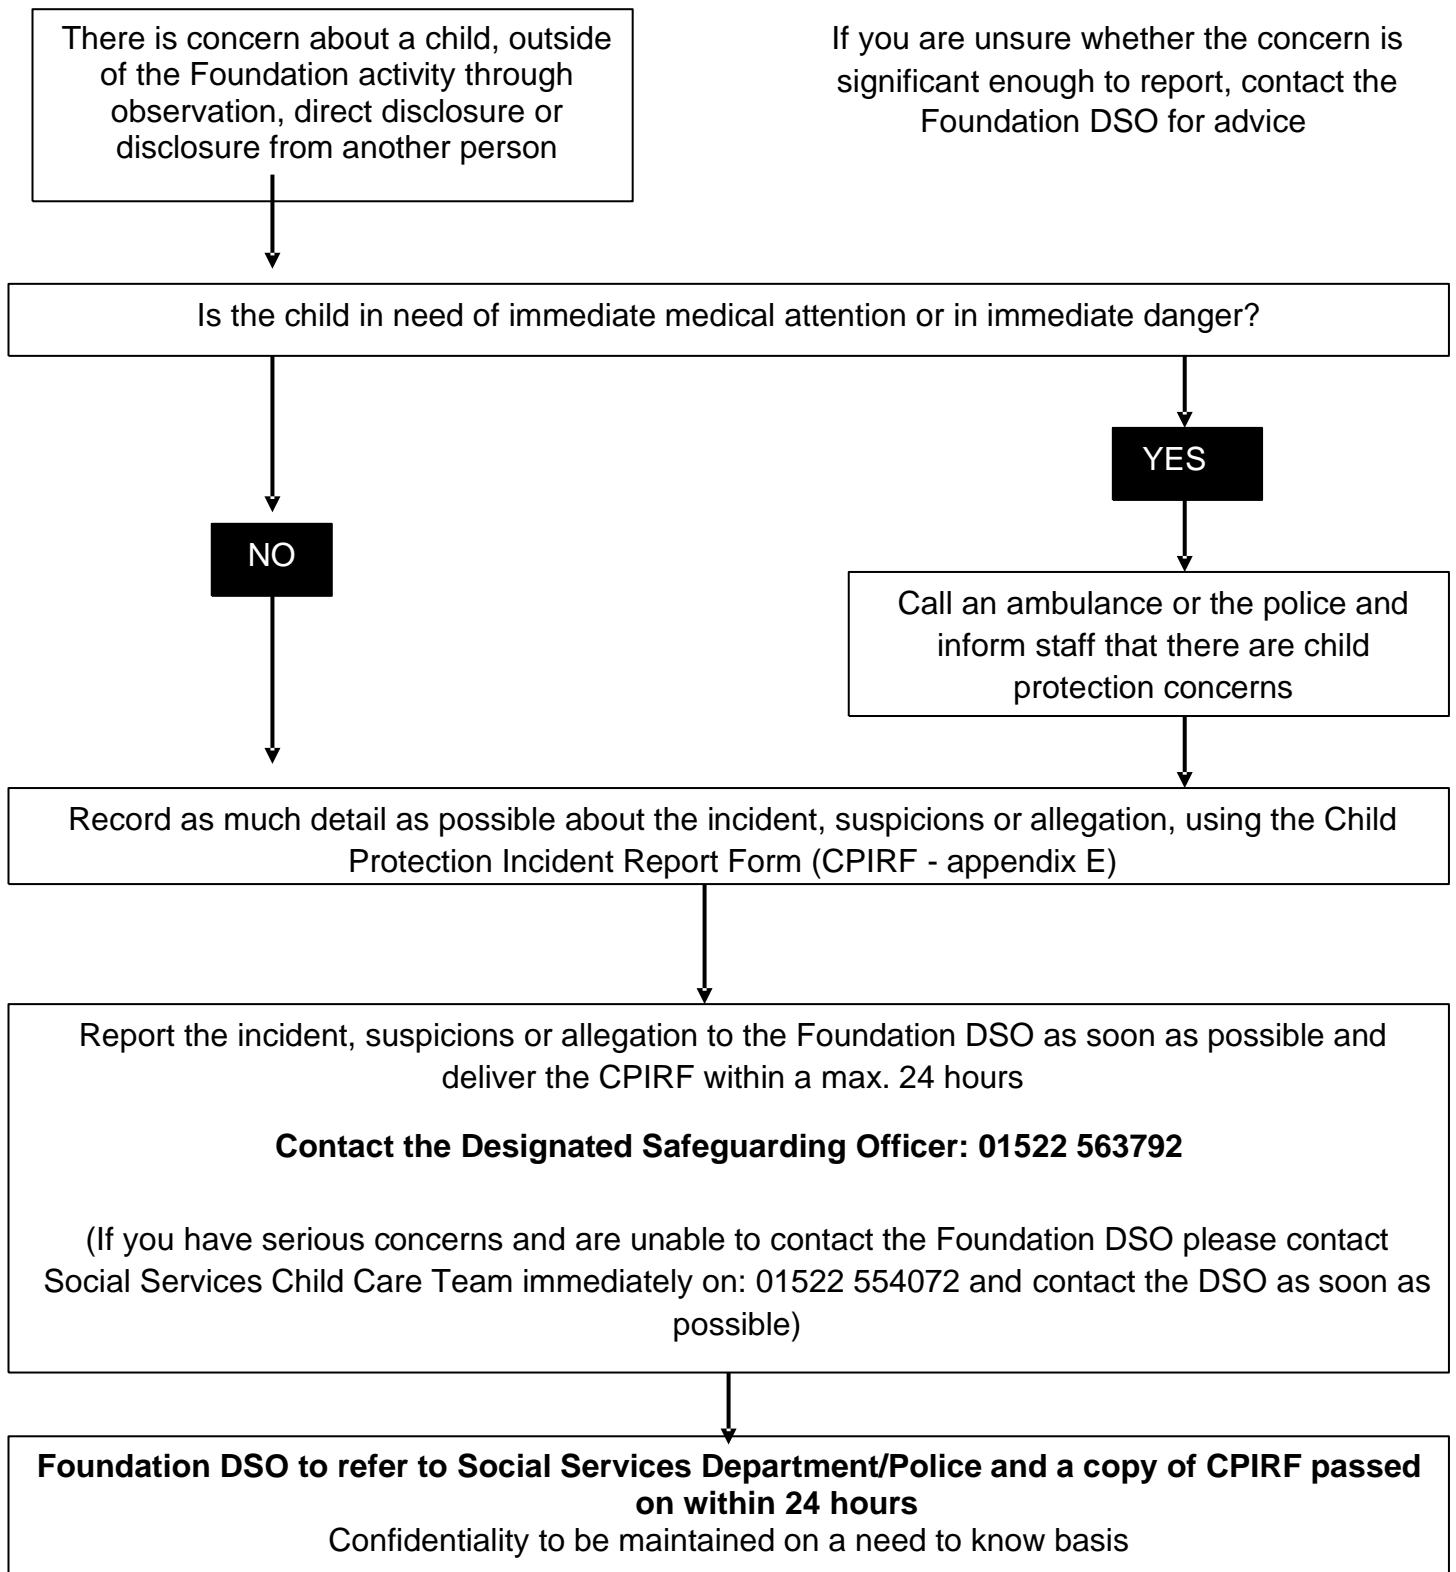 There is concern about a child, outside
of the Foundation activity through
observation, direct disclosure or
disclosure from another person
If you are unsure whether the concern is
significant enough to report, contact the
Foundation DSO for advice
Is the child in need of immediate medical attention or in immediate danger?
YES
NO
Call an ambulance or the police and
inform staff that there are child
protection concerns
Record as much detail as possible about the incident, suspicions or allegation, using the Child
Protection Incident Report Form (CPIRF - appendix E)
Report the incident, suspicions or allegation to the Foundation DSO as soon as possible and
deliver the CPIRF within a max. 24 hours
Contact the Designated Safeguarding Officer: 01522 563792
(If you have serious concerns and are unable to contact the Foundation DSO please contact
Social Services Child Care Team immediately on: 01522 554072 and contact the DSO as soon as
possible)
Foundation DSO to refer to Social Services Department/Police and a copy of CPIRF passed
on within 24 hours
Confidentiality to be maintained on a need to know basis